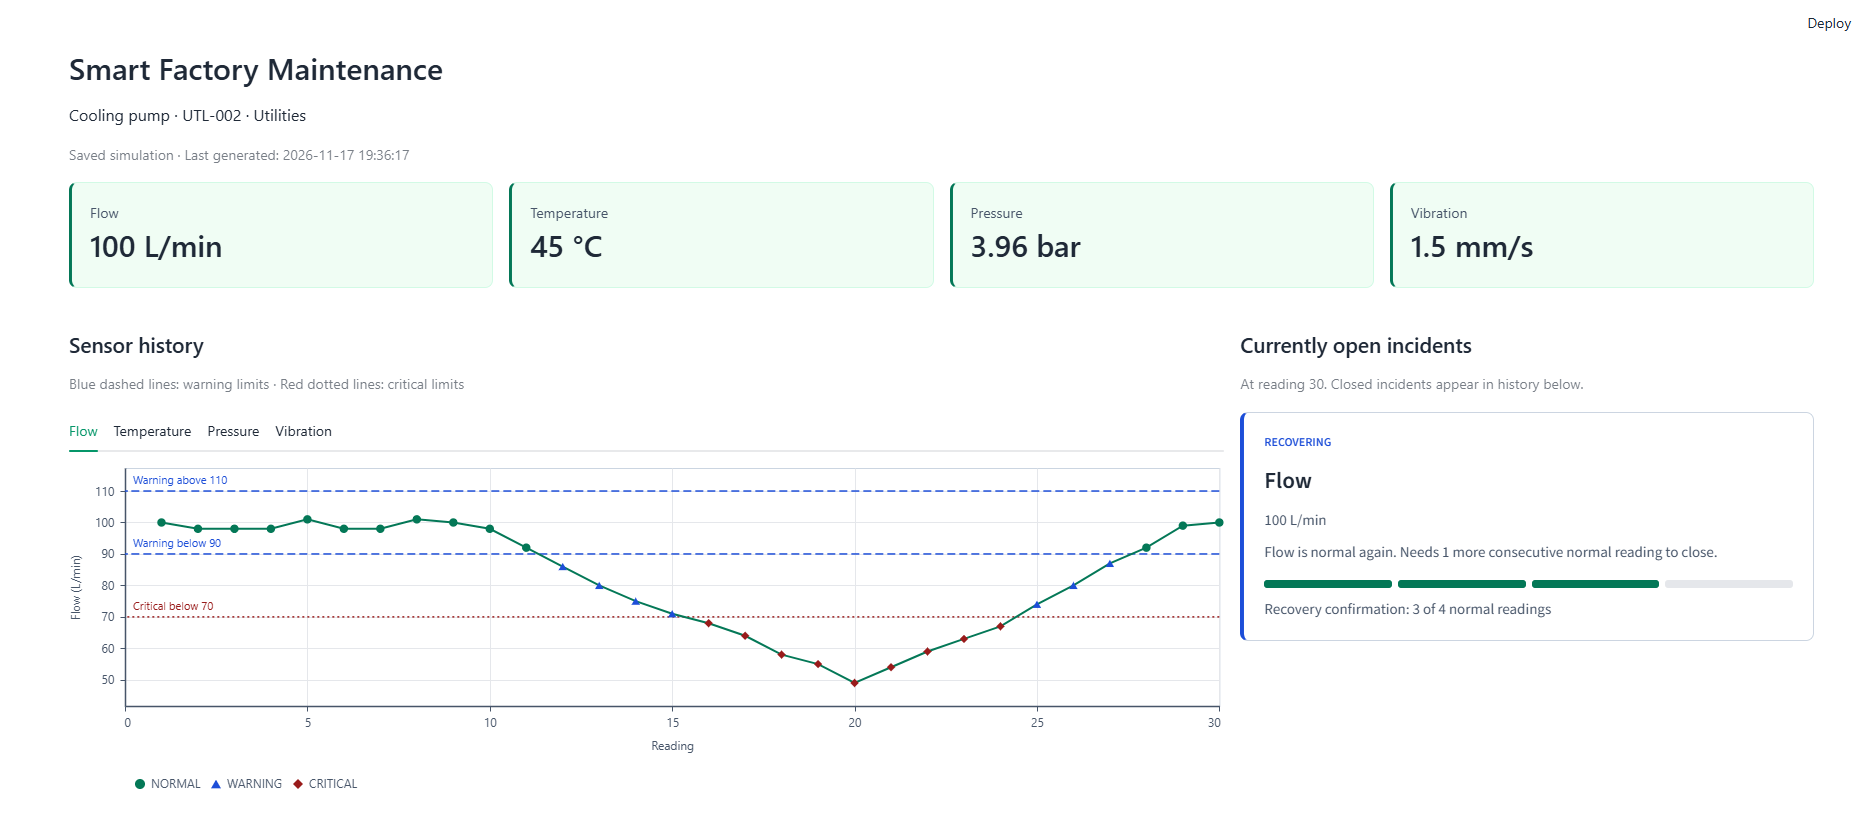 Deploy
Smart Factory Maintenance
Cooling pump · UTL-002 · Utilities
Saved simulation · Last generated: 2026-11-17 19:36:17
Flow
100 L/min
Temperature
45 °C
Pressure
3.96 bar
Vibration
1.5 mm/s
Sensor history
Blue dashed lines: warning limits · Red dotted lines: critical limits
Flow Temperature Pressure Vibration
Warning above 110
110
100
Warning below 90
90
80
Critical below 70
70
60
50
Flow (L/min)
0 5 10 15 20 25 30
Reading
NORMAL WARNING CRITICAL
Currently open incidents
At reading 30. Closed incidents appear in history below.
RECOVERING
Flow
100 L/min
Flow is normal again. Needs 1 more consecutive normal reading to close.
Recovery confirmation: 3 of 4 normal readings